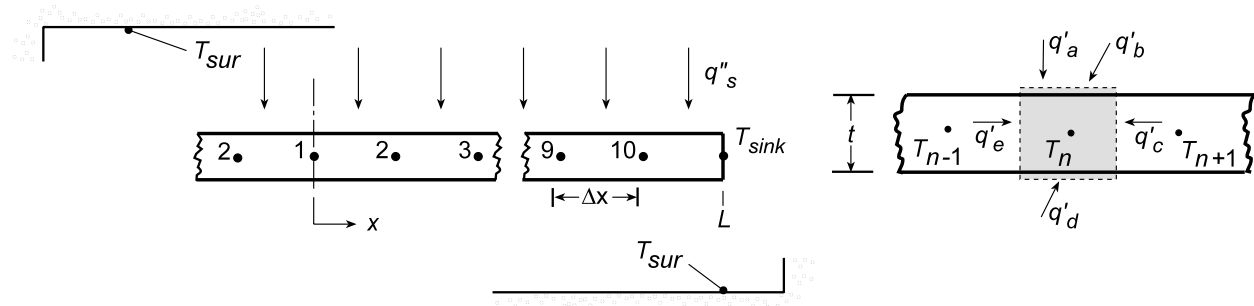 T_sur
q"_s
2 1 2 3 9 10 T_sink
Δx
x
L
T_sur
q'_a q'_b
t
q'_e q'_c
T_n-1 T_n T_n+1
q'_d